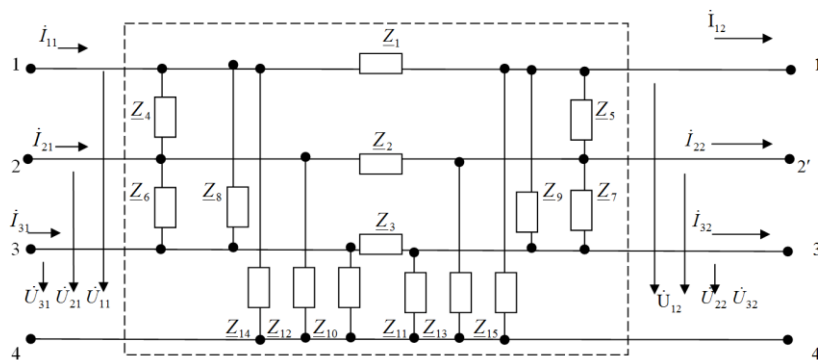 İ11 Z1 İ12
1 1
Z4 Z5
İ21 İ22
2 2′
Z6 Z8 Z9 Z7
İ31 Z3 İ32
Z2
3 3
U̇31 U̇21 U̇11 U̇12 U̇22 U̇32
Z14 Z12 Z10 Z11 Z13 Z15
4 4